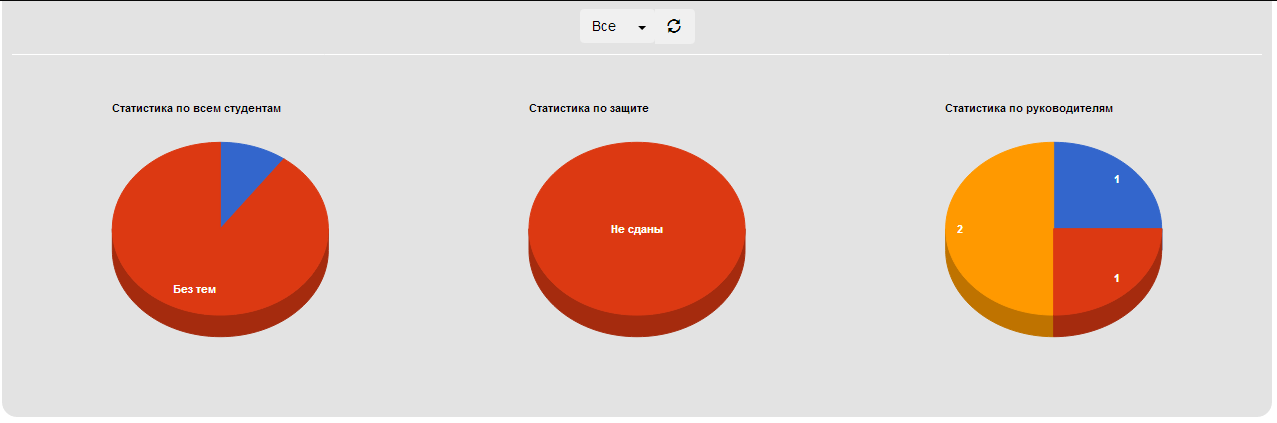 Все
Статистика по всем студентам
Статистика по защите
Статистика по руководителям
Без тем
Не сданы
1
2
1